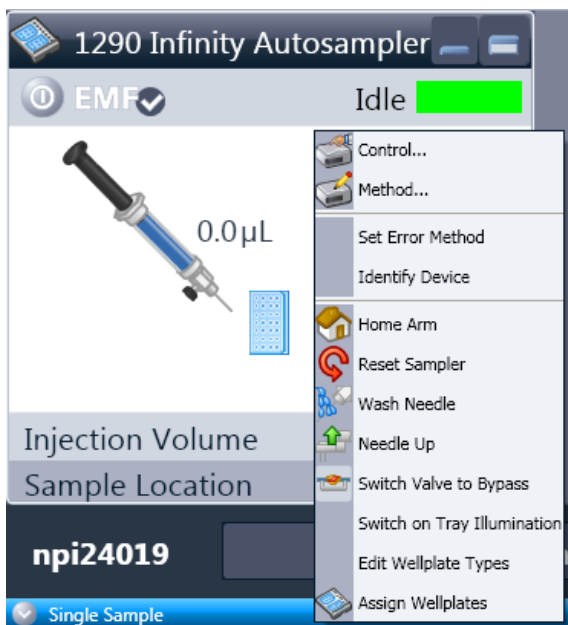 1290 Infinity Autosampler
EMF Idle
Control...
Method...
0.0 µL
Set Error Method
Identify Device
Home Arm
Reset Sampler
Wash Needle
Injection Volume
Needle Up
Sample Location
Switch Valve to Bypass
Switch on Tray Illumination
npi24019
Edit Wellplate Types
Assign Wellplates
Single Sample